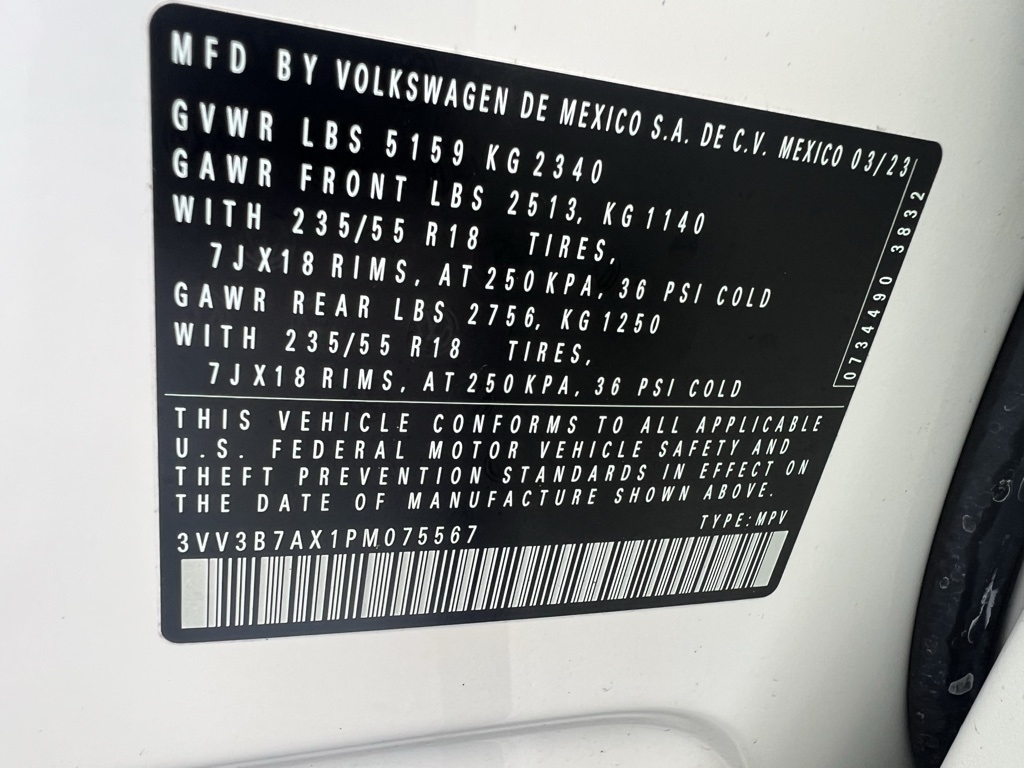 MFD BY VOLKSWAGEN DE MEXICO S.A. DE C.V. MEXICO 03/23
GVWR LBS 5159 KG 2340
GAWR FRONT LBS 2513, KG 1140
WITH 235/55 R18 TIRES,
7JX18 RIMS, AT 250 KPA, 36 PSI COLD
GAWR REAR LBS 2756, KG 1250
WITH 235/55 R18 TIRES,
7JX18 RIMS, AT 250 KPA, 36 PSI COLD
0734490 3832
THIS VEHICLE CONFORMS TO ALL APPLICABLE
U.S. FEDERAL MOTOR VEHICLE SAFETY AND
THEFT PREVENTION STANDARDS IN EFFECT ON
THE DATE OF MANUFACTURE SHOWN ABOVE.
TYPE: MPV
3VV3B7AX1PM075567